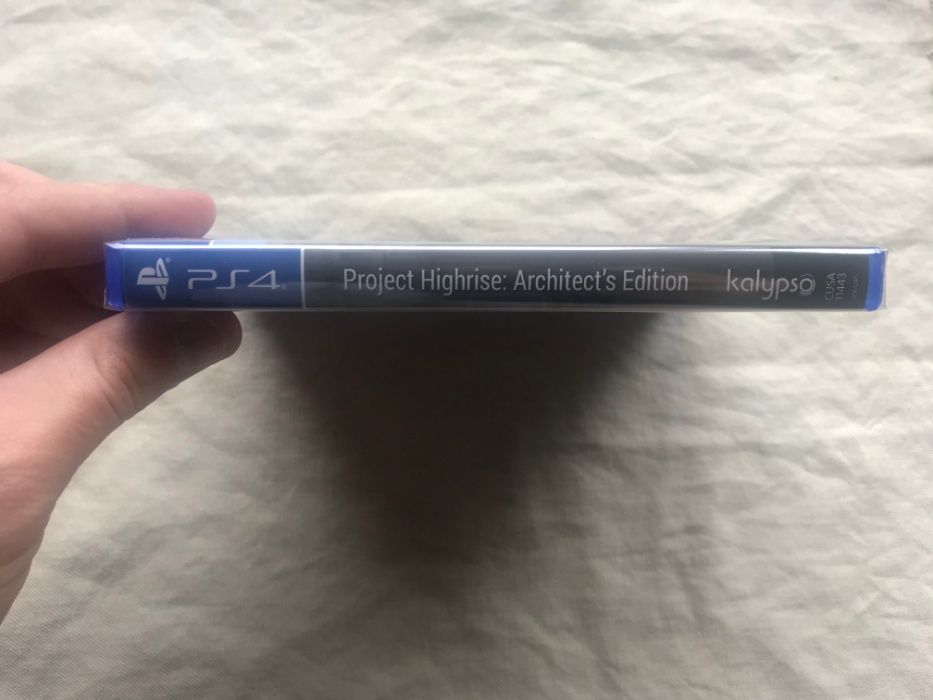 PS4
Project Highrise: Architect's Edition
kalypso
CUSA
11443